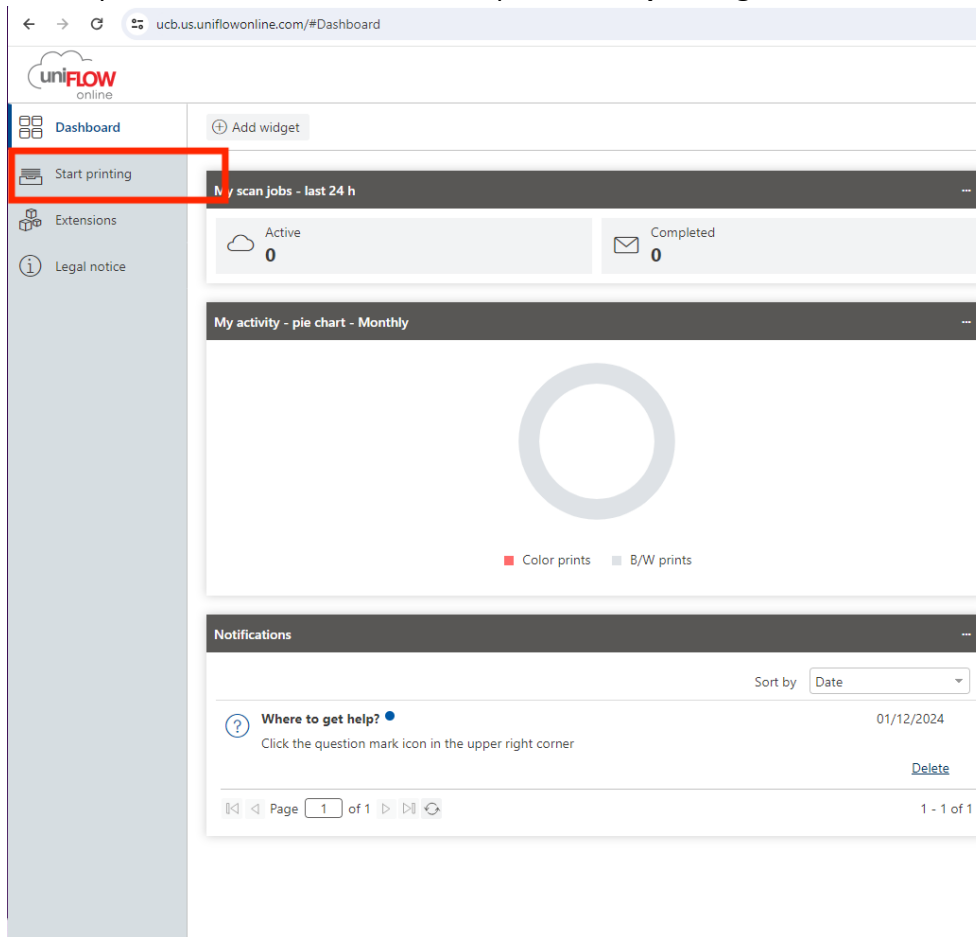 ucb.us.uniflowonline.com/#Dashboard
uniFLOW
online
Dashboard
Add widget
Start printing
My scan jobs - last 24 h
Extensions
Active
0
Completed
0
Legal notice
My activity - pie chart - Monthly
Color prints B/W prints
Notifications
Sort by Date
Where to get help? 01/12/2024
Click the question mark icon in the upper right corner
Delete
Page 1 of 1 1 - 1 of 1